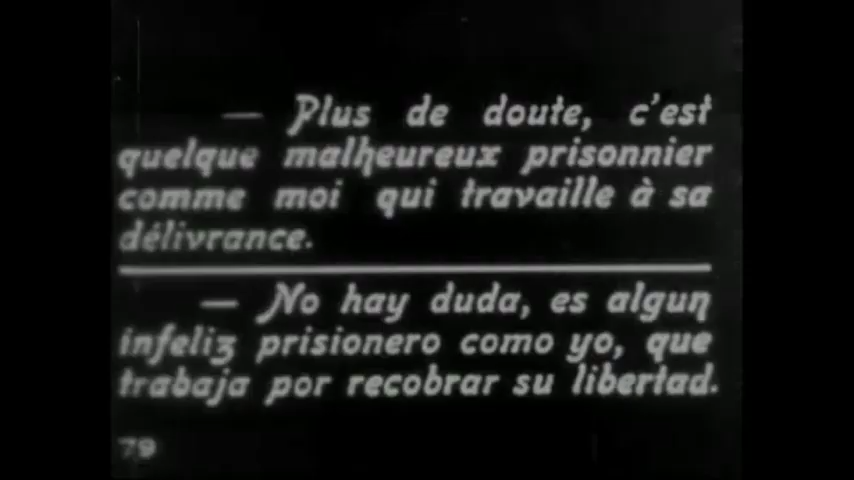 — Plus de doute, c'est
quelque malheureux prisonnier
comme moi qui travaille à sa
délivrance.
— No hay duda, es algun
infeliz prisionero como yo, que
trabaja por recobrar su libertad.
79